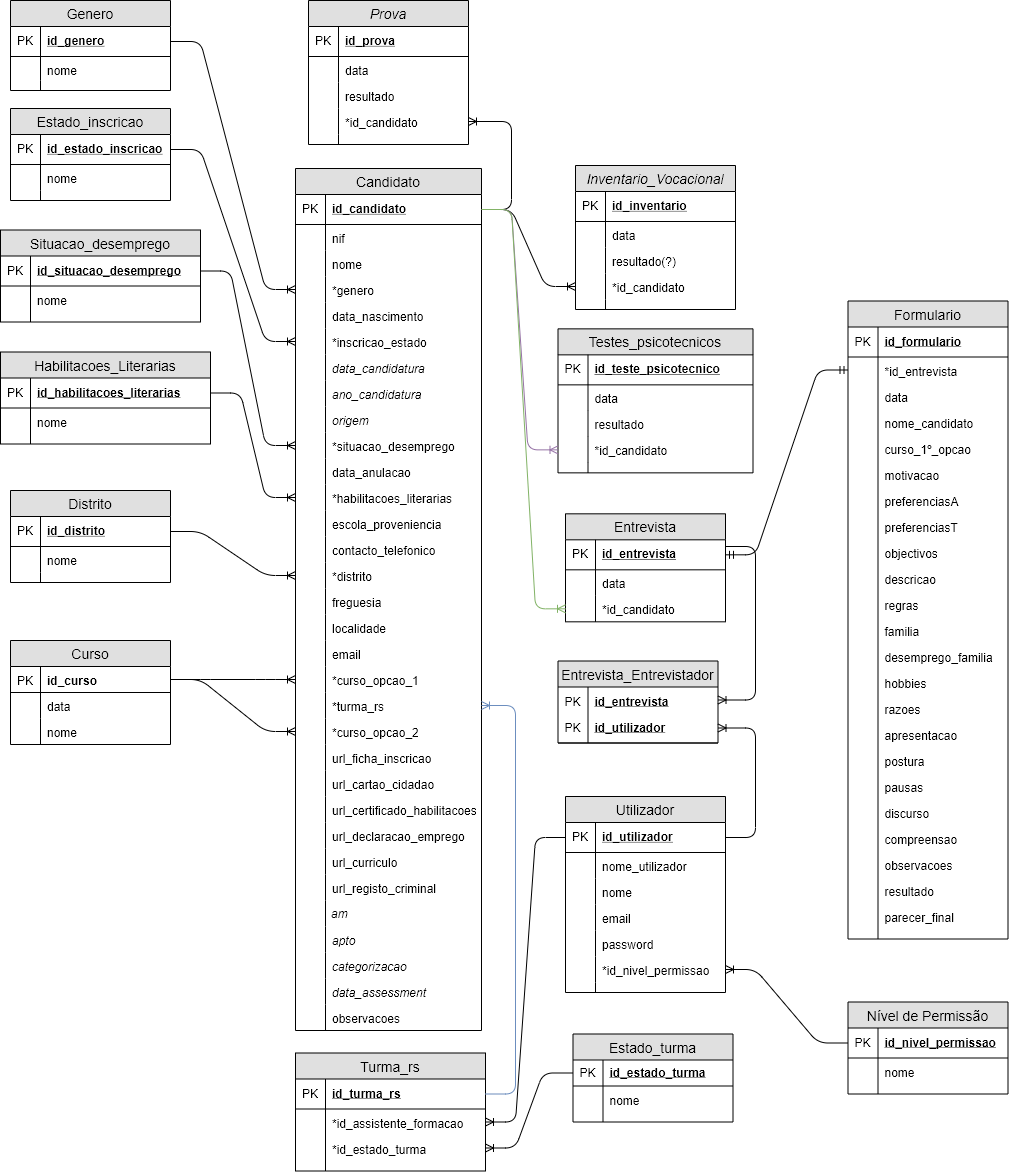 Genero
PK id_genero
nome
Estado_inscricao
PK id_estado_inscricao
nome
Situacao_desemprego
PK id_situacao_desemprego
nome
Habilitacoes_Literarias
PK id_habilitacoes_literarias
nome
Distrito
PK id_distrito
nome
Curso
PK id_curso
data
nome
Prova
PK id_prova
data
resultado
*id_candidato
Candidato
PK id_candidato
nif
nome
*genero
data_nascimento
*inscricao_estado
data_candidatura
ano_candidatura
origem
*situacao_desemprego
data_anulacao
*habilitacoes_literarias
escola_proveniencia
contacto_telefonico
*distrito
freguesia
localidade
email
*curso_opcao_1
*turma_rs
*curso_opcao_2
url_ficha_inscricao
url_cartao_cidadao
url_certificado_habilitacoes
url_declaracao_emprego
url_curriculo
url_registo_criminal
am
apto
categorizacao
data_assessment
observacoes
Turma_rs
PK id_turma_rs
*id_assistente_formacao
*id_estado_turma
Inventario_Vocacional
PK id_inventario
data
resultado(?)
*id_candidato
Testes_psicotecnicos
PK id_teste_psicotecnico
data
resultado
*id_candidato
Entrevista
PK id_entrevista
data
*id_candidato
Entrevista_Entrevistador
PK id_entrevista
PK id_utilizador
Utilizador
PK id_utilizador
nome_utilizador
nome
email
password
*id_nivel_permissao
Estado_turma
PK id_estado_turma
nome
Formulario
PK id_formulario
*id_entrevista
data
nome_candidato
curso_1º_opcao
motivacao
preferenciasA
preferenciasT
objectivos
descricao
regras
familia
desemprego_familia
hobbies
razoes
apresentacao
postura
pausas
discurso
compreensao
observacoes
resultado
parecer_final
Nível de Permissão
PK id_nivel_permissao
nome